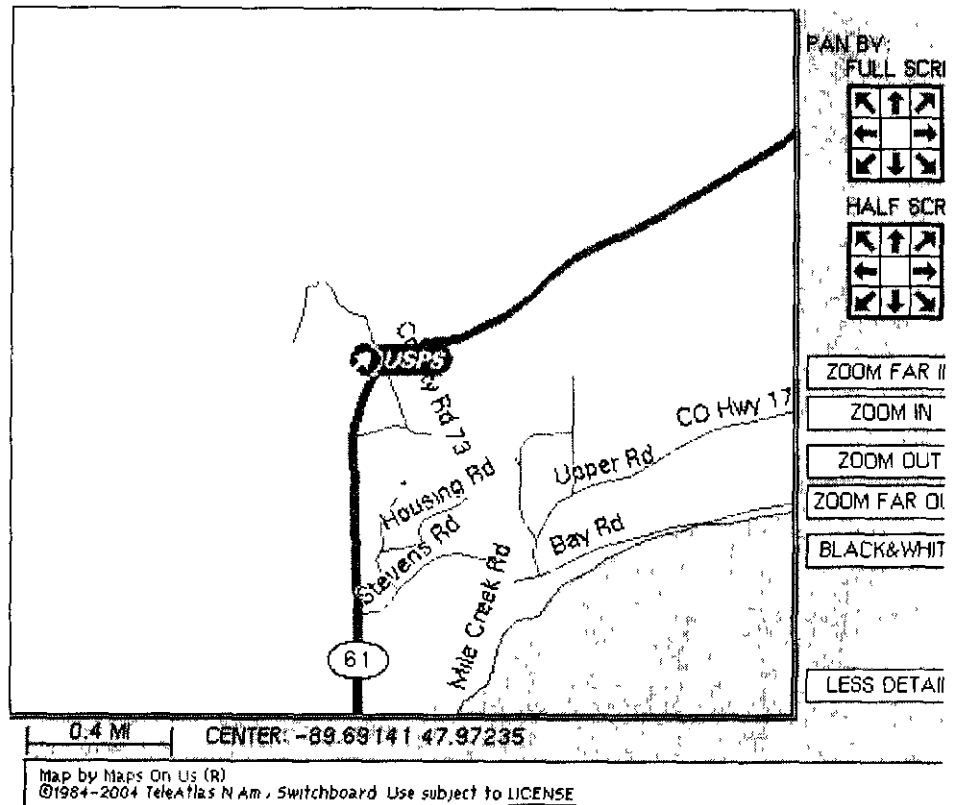 PAN BY:
FULL SCRE
HALF SCR
USPS
Rd 73
CO Hwy 17
Upper Rd
Housing Rd
Bay Rd
Stevens Rd
Mile Creek Rd
61
ZOOM FAR I
ZOOM IN
ZOOM OUT
ZOOM FAR OU
BLACK&WHIT
LESS DETAI
0.4 MI
CENTER: -89.69141 47.97235
Map by Maps On Us (R)
©1984-2004 TeleAtlas N Am, Switchboard Use subject to LICENSE